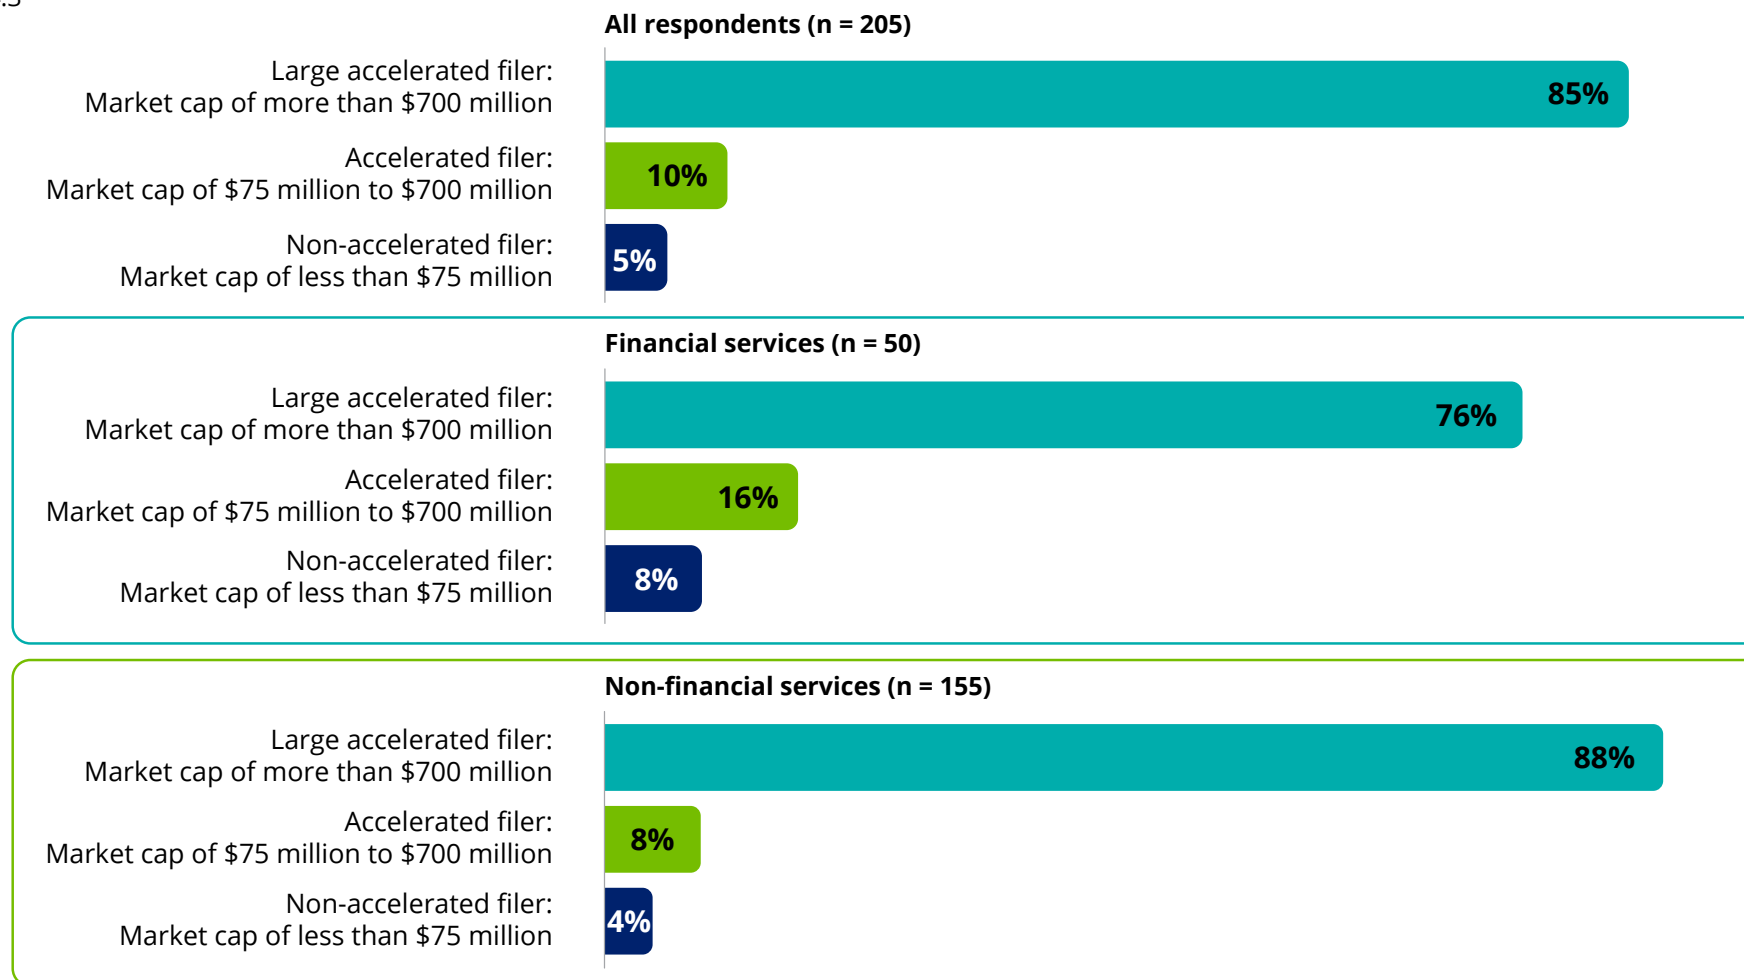 All respondents (n = 205)
Large accelerated filer:
Market cap of more than $700 million
85%
Accelerated filer:
Market cap of $75 million to $700 million
10%
Non-accelerated filer:
Market cap of less than $75 million
5%
Financial services (n = 50)
Large accelerated filer:
Market cap of more than $700 million
76%
Accelerated filer:
Market cap of $75 million to $700 million
16%
Non-accelerated filer:
Market cap of less than $75 million
8%
Non-financial services (n = 155)
Large accelerated filer:
Market cap of more than $700 million
88%
Accelerated filer:
Market cap of $75 million to $700 million
8%
Non-accelerated filer:
Market cap of less than $75 million
4%